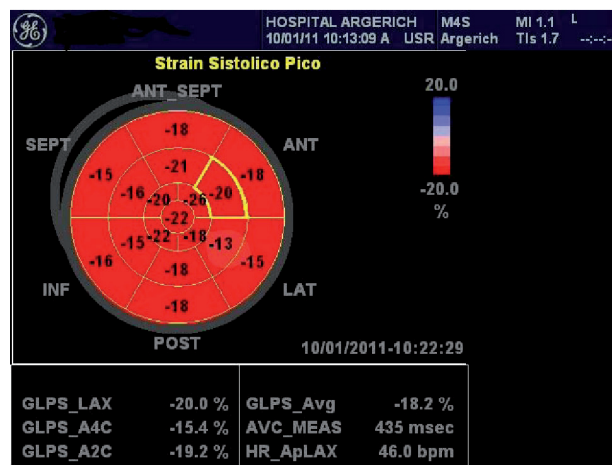 HOSPITAL ARGERICH M4S MI 1.1 L
10/01/11 10:13:09 A USR Argerich TIs 1.7 --:--:-
Strain Sistolico Pico
ANT_SEPT
20.0
-18
SEPT
ANT
-21
-15
-18
-16
-20
-20
-26
-20.0
-22
%
-15
-22
-18
-13
-16
-18
-15
INF
LAT
-18
POST
10/01/2011-10:22:29
GLPS_LAX -20.0 % GLPS_Avg -18.2 %
GLPS_A4C -15.4 % AVC_MEAS 435 msec
GLPS_A2C -19.2 % HR_ApLAX 46.0 bpm